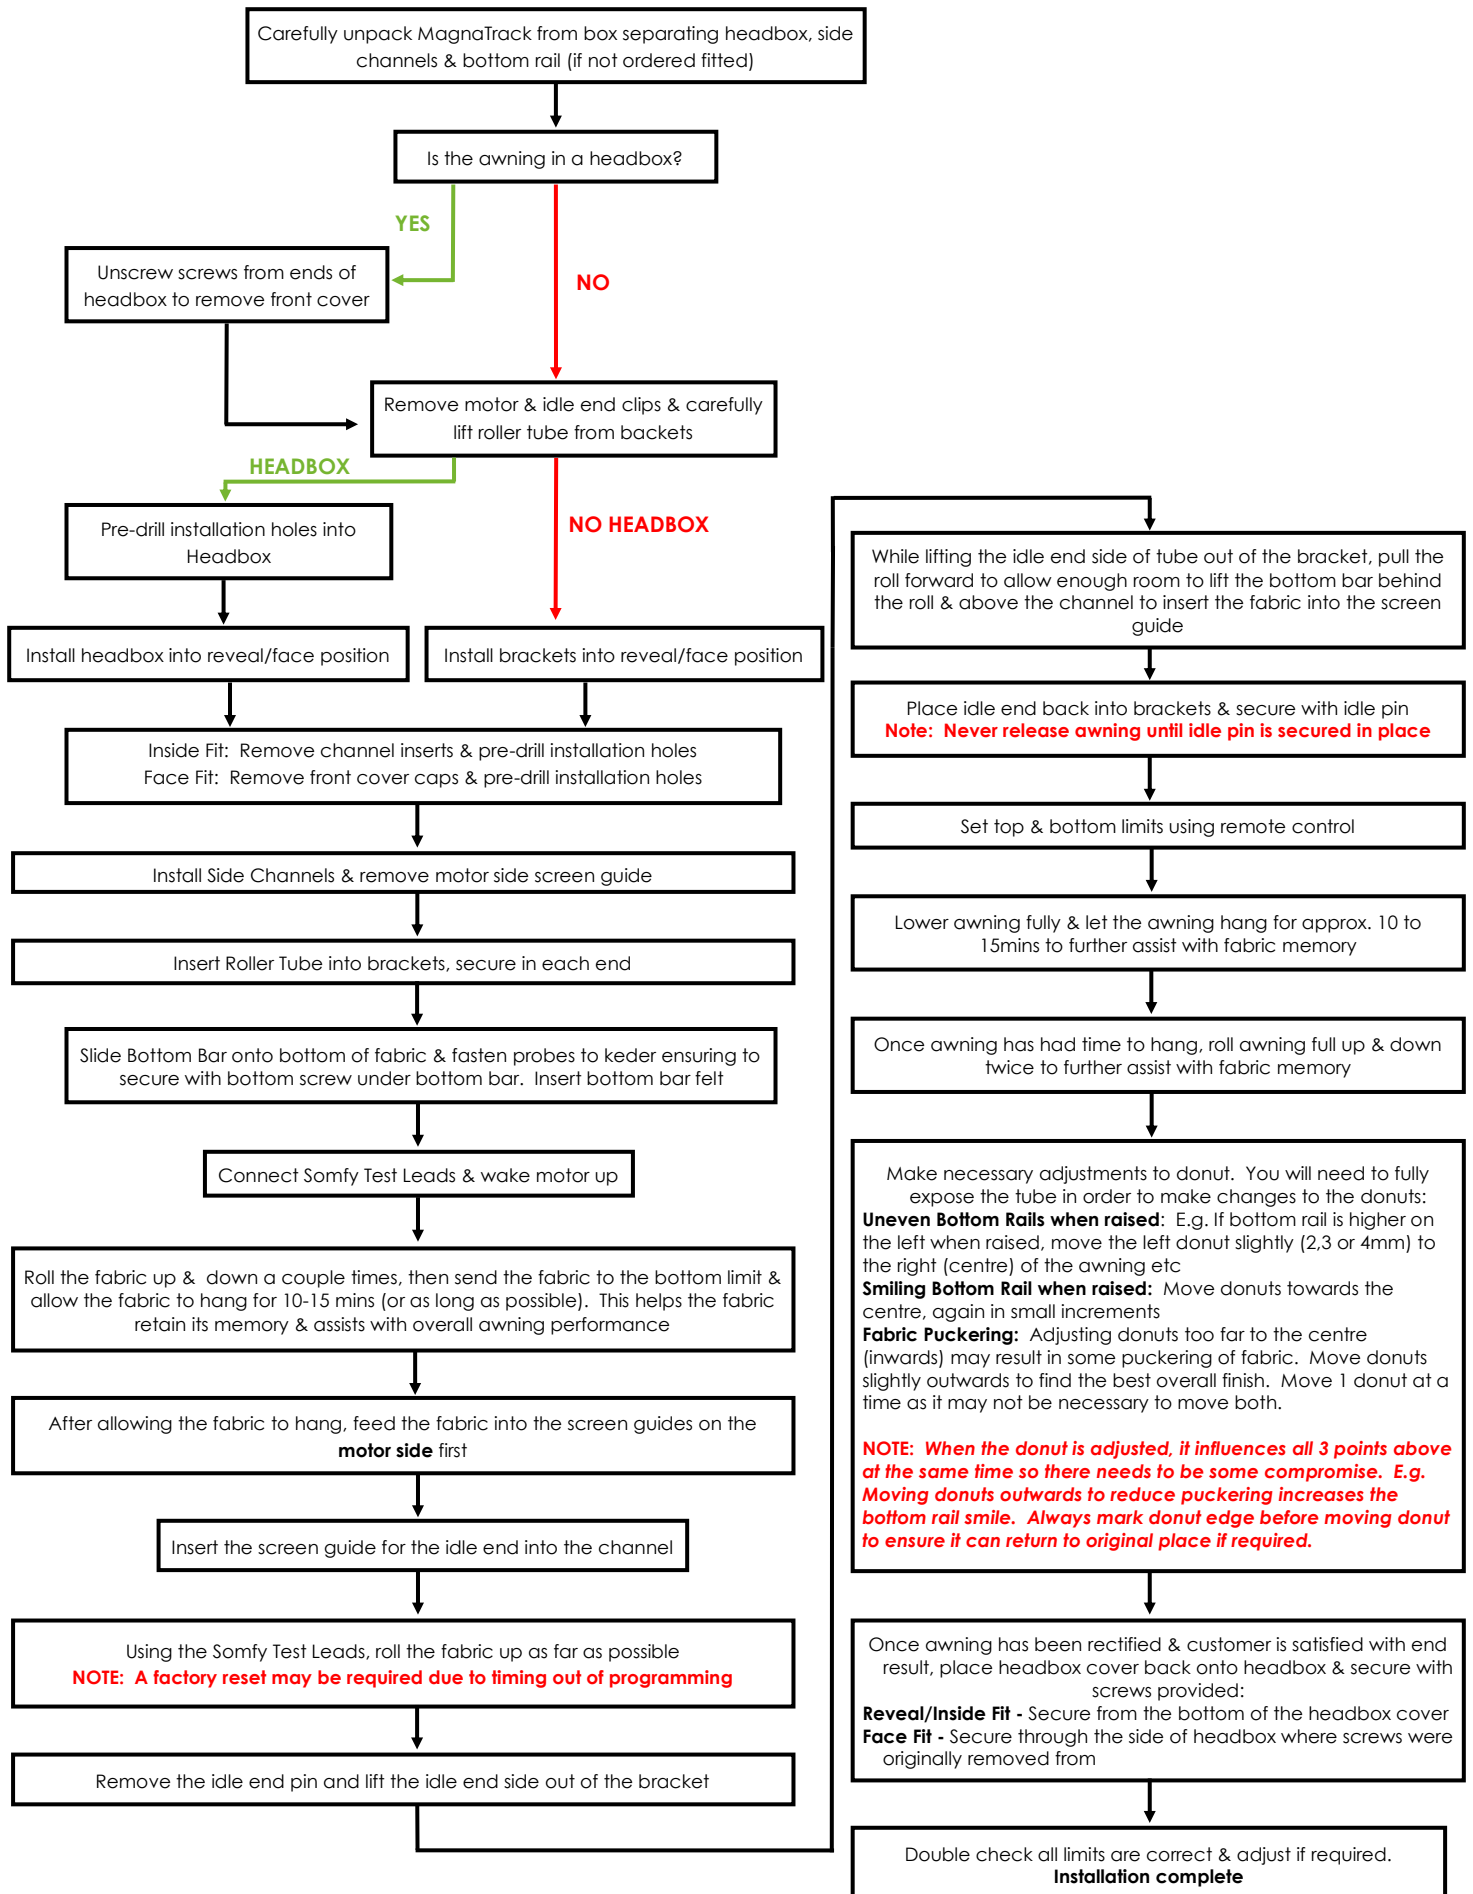 Carefully unpack MagnaTrack from box separating headbox, side
channels & bottom rail (if not ordered fitted)
Is the awning in a headbox?
YES
NO
Unscrew screws from ends of
headbox to remove front cover
Remove motor & idle end clips & carefully
lift roller tube from backets
HEADBOX
NO HEADBOX
Pre-drill installation holes into
Headbox
Install headbox into reveal/face position
Install brackets into reveal/face position
Inside Fit:  Remove channel inserts & pre-drill installation holes
Face Fit:  Remove front cover caps & pre-drill installation holes
Install Side Channels & remove motor side screen guide
Insert Roller Tube into brackets, secure in each end
Slide Bottom Bar onto bottom of fabric & fasten probes to keder ensuring to
secure with bottom screw under bottom bar.  Insert bottom bar felt
Connect Somfy Test Leads & wake motor up
Roll the fabric up &  down a couple times, then send the fabric to the bottom limit &
allow the fabric to hang for 10-15 mins (or as long as possible).  This helps the fabric
retain its memory & assists with overall awning performance
After allowing the fabric to hang, feed the fabric into the screen guides on the
motor side first
Insert the screen guide for the idle end into the channel
Using the Somfy Test Leads, roll the fabric up as far as possible
NOTE:  A factory reset may be required due to timing out of programming
Remove the idle end pin and lift the idle end side out of the bracket
While lifting the idle end side of tube out of the bracket, pull the
roll forward to allow enough room to lift the bottom bar behind
the roll & above the channel to insert the fabric into the screen
guide
Place idle end back into brackets & secure with idle pin
Note:  Never release awning until idle pin is secured in place
Set top & bottom limits using remote control
Lower awning fully & let the awning hang for approx. 10 to
15mins to further assist with fabric memory
Once awning has had time to hang, roll awning full up & down
twice to further assist with fabric memory
Make necessary adjustments to donut.  You will need to fully
expose the tube in order to make changes to the donuts:
Uneven Bottom Rails when raised:  E.g. If bottom rail is higher on
the left when raised, move the left donut slightly (2,3 or 4mm) to
the right (centre) of the awning etc
Smiling Bottom Rail when raised:  Move donuts towards the
centre, again in small increments
Fabric Puckering:  Adjusting donuts too far to the centre
(inwards) may result in some puckering of fabric.  Move donuts
slightly outwards to find the best overall finish.  Move 1 donut at a
time as it may not be necessary to move both.
NOTE:  When the donut is adjusted, it influences all 3 points above
at the same time so there needs to be some compromise.  E.g.
Moving donuts outwards to reduce puckering increases the
bottom rail smile.  Always mark donut edge before moving donut
to ensure it can return to original place if required.
Once awning has been rectified & customer is satisfied with end
result, place headbox cover back onto headbox & secure with
screws provided:
Reveal/Inside Fit - Secure from the bottom of the headbox cover
Face Fit - Secure through the side of headbox where screws were
originally removed from
Double check all limits are correct & adjust if required.
Installation complete